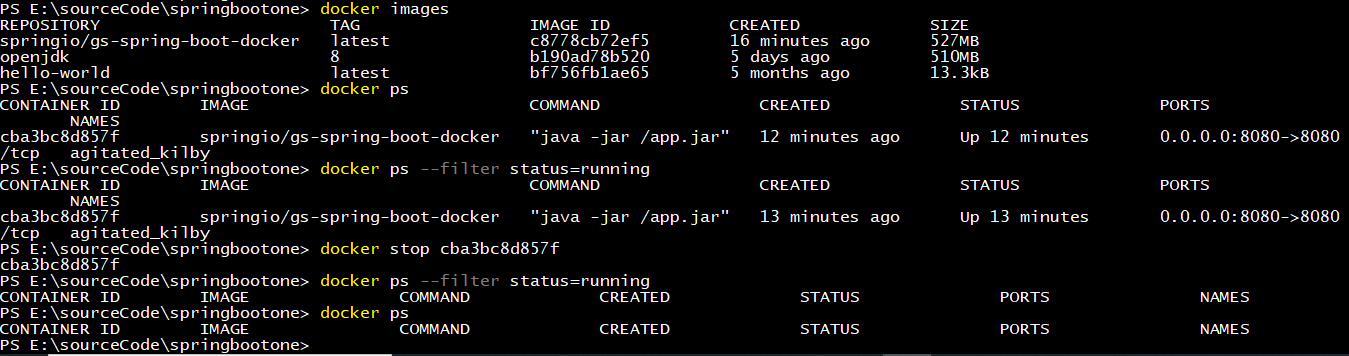 PS E:\sourceCode\springbootone> docker images
REPOSITORY TAG IMAGE ID CREATED SIZE
springio/gs-spring-boot-docker latest c8778cb72ef5 16 minutes ago 527MB
openjdk 8 b190ad78b520 5 days ago 510MB
hello-world latest bf756fb1ae65 5 months ago 13.3kB
PS E:\sourceCode\springbootone> docker ps
CONTAINER ID IMAGE COMMAND CREATED STATUS PORTS
NAMES
cba3bc8d857f springio/gs-spring-boot-docker "java -jar /app.jar" 12 minutes ago Up 12 minutes 0.0.0.0:8080->8080
/tcp agitated_kilby
PS E:\sourceCode\springbootone> docker ps --filter status=running
CONTAINER ID IMAGE COMMAND CREATED STATUS PORTS
NAMES
cba3bc8d857f springio/gs-spring-boot-docker "java -jar /app.jar" 13 minutes ago Up 13 minutes 0.0.0.0:8080->8080
/tcp agitated_kilby
PS E:\sourceCode\springbootone> docker stop cba3bc8d857f
cba3bc8d857f
PS E:\sourceCode\springbootone> docker ps --filter status=running
CONTAINER ID IMAGE COMMAND CREATED STATUS PORTS NAMES
PS E:\sourceCode\springbootone> docker ps
CONTAINER ID IMAGE COMMAND CREATED STATUS PORTS NAMES
PS E:\sourceCode\springbootone>